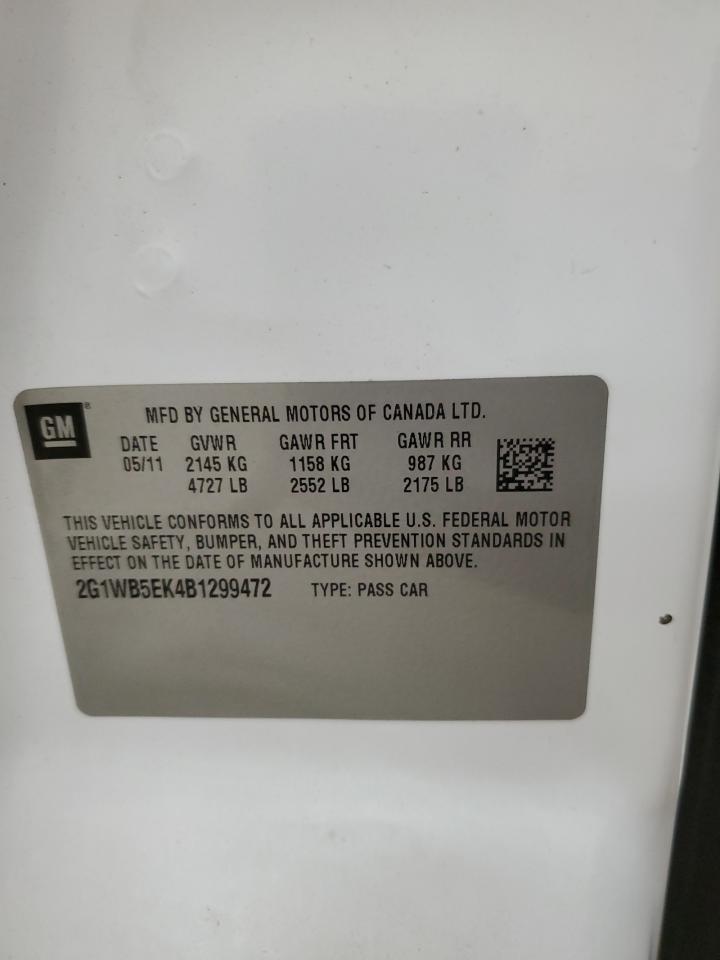 GM®
MFD BY GENERAL MOTORS OF CANADA LTD.
DATE GVWR GAWR FRT GAWR RR
05/11 2145 KG 1158 KG 987 KG
4727 LB 2552 LB 2175 LB
THIS VEHICLE CONFORMS TO ALL APPLICABLE U.S. FEDERAL MOTOR
VEHICLE SAFETY, BUMPER, AND THEFT PREVENTION STANDARDS IN
EFFECT ON THE DATE OF MANUFACTURE SHOWN ABOVE.
2G1WB5EK4B1299472 TYPE: PASS CAR